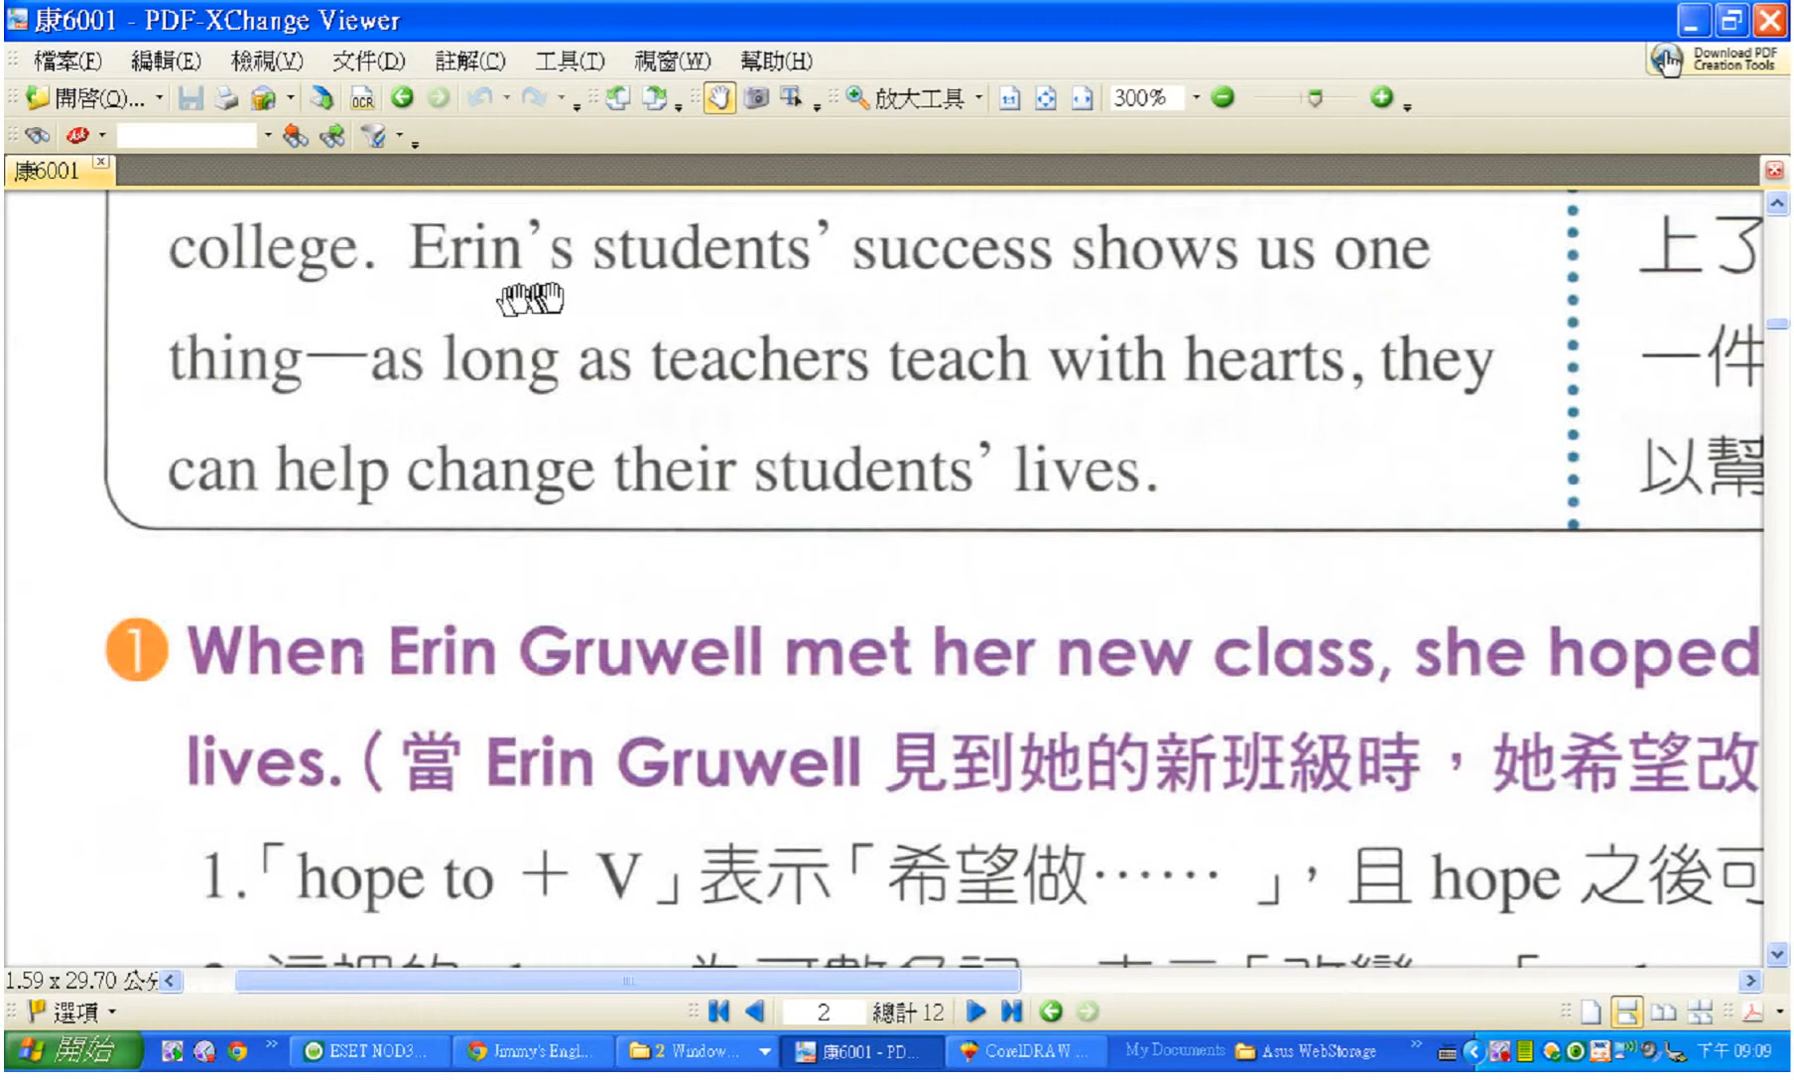 康6001 - PDF-XChange Viewer
檔案(F) 編輯(E) 檢視(V) 文件(D) 註解(C) 工具(T) 視窗(W) 幫助(H)
Download PDF
Creation Tools
開啓(O)... OCR 放大工具 300%
Ask
康6001
college. Erin's students' success shows us one
上了
thing—as long as teachers teach with hearts, they
一件
can help change their students' lives.
以幫
1 When Erin Gruwell met her new class, she hoped
lives. (當 Erin Gruwell 見到她的新班級時，她希望改
1.「hope to ＋ V」表示「希望做…… 」，且 hope 之後可
1.59 x 29.70 公分
選項 2 總計 12
開始 ESET NOD3... Jimmy's Engl... 2 Window... 康6001 - PD... CorelDRAW ... My Documents Asus WebStorage 下午 09:09